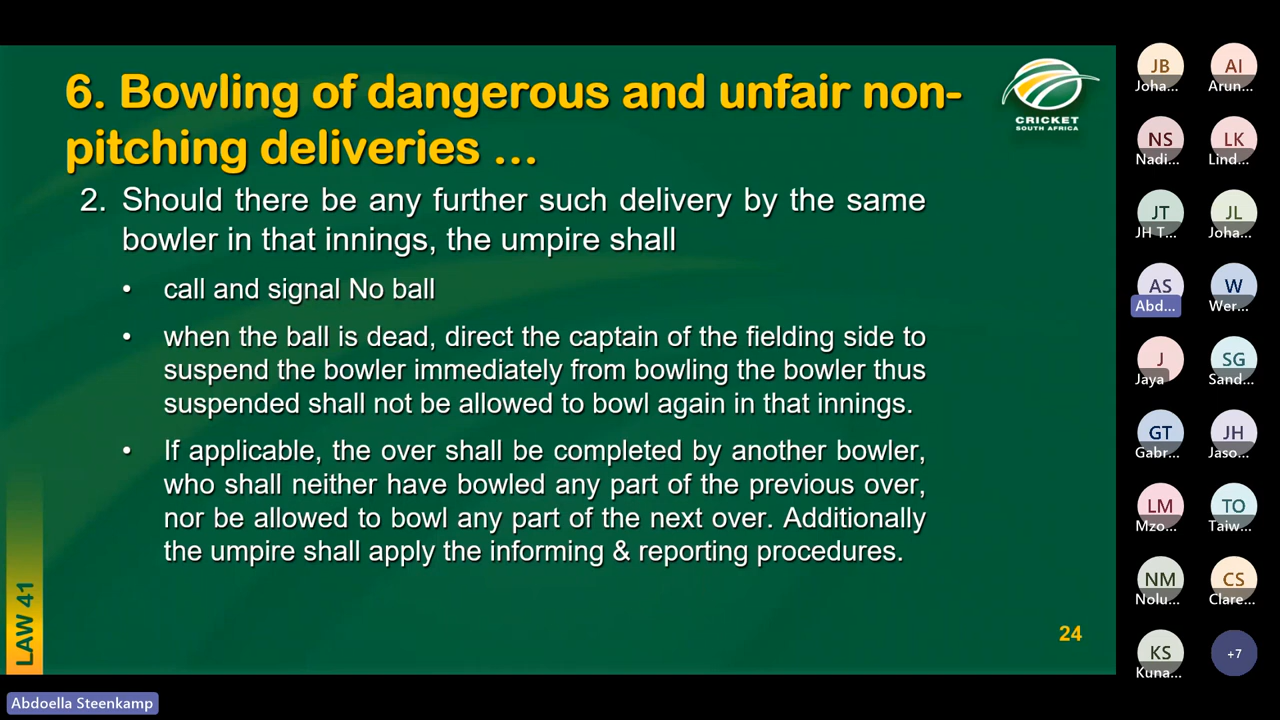 6. Bowling of dangerous and unfair non-
pitching deliveries ...
CRICKET
SOUTH AFRICA
2. Should there be any further such delivery by the same
bowler in that innings, the umpire shall
• call and signal No ball
• when the ball is dead, direct the captain of the fielding side to
suspend the bowler immediately from bowling the bowler thus
suspended shall not be allowed to bowl again in that innings.
• If applicable, the over shall be completed by another bowler,
who shall neither have bowled any part of the previous over,
nor be allowed to bowl any part of the next over. Additionally
the umpire shall apply the informing & reporting procedures.
LAW 41
24
Abdoella Steenkamp
JB AI
Joha... Arun...
NS LK
Nadi... Lind...
JT JL
JH T... Joha...
AS W
Abd... Wer...
J SG
Jaya Sand...
GT JH
Gabr... Jaso...
LM TO
Mzo... Taiw...
NM CS
Nolu... Clare...
KS +7
Kuna...